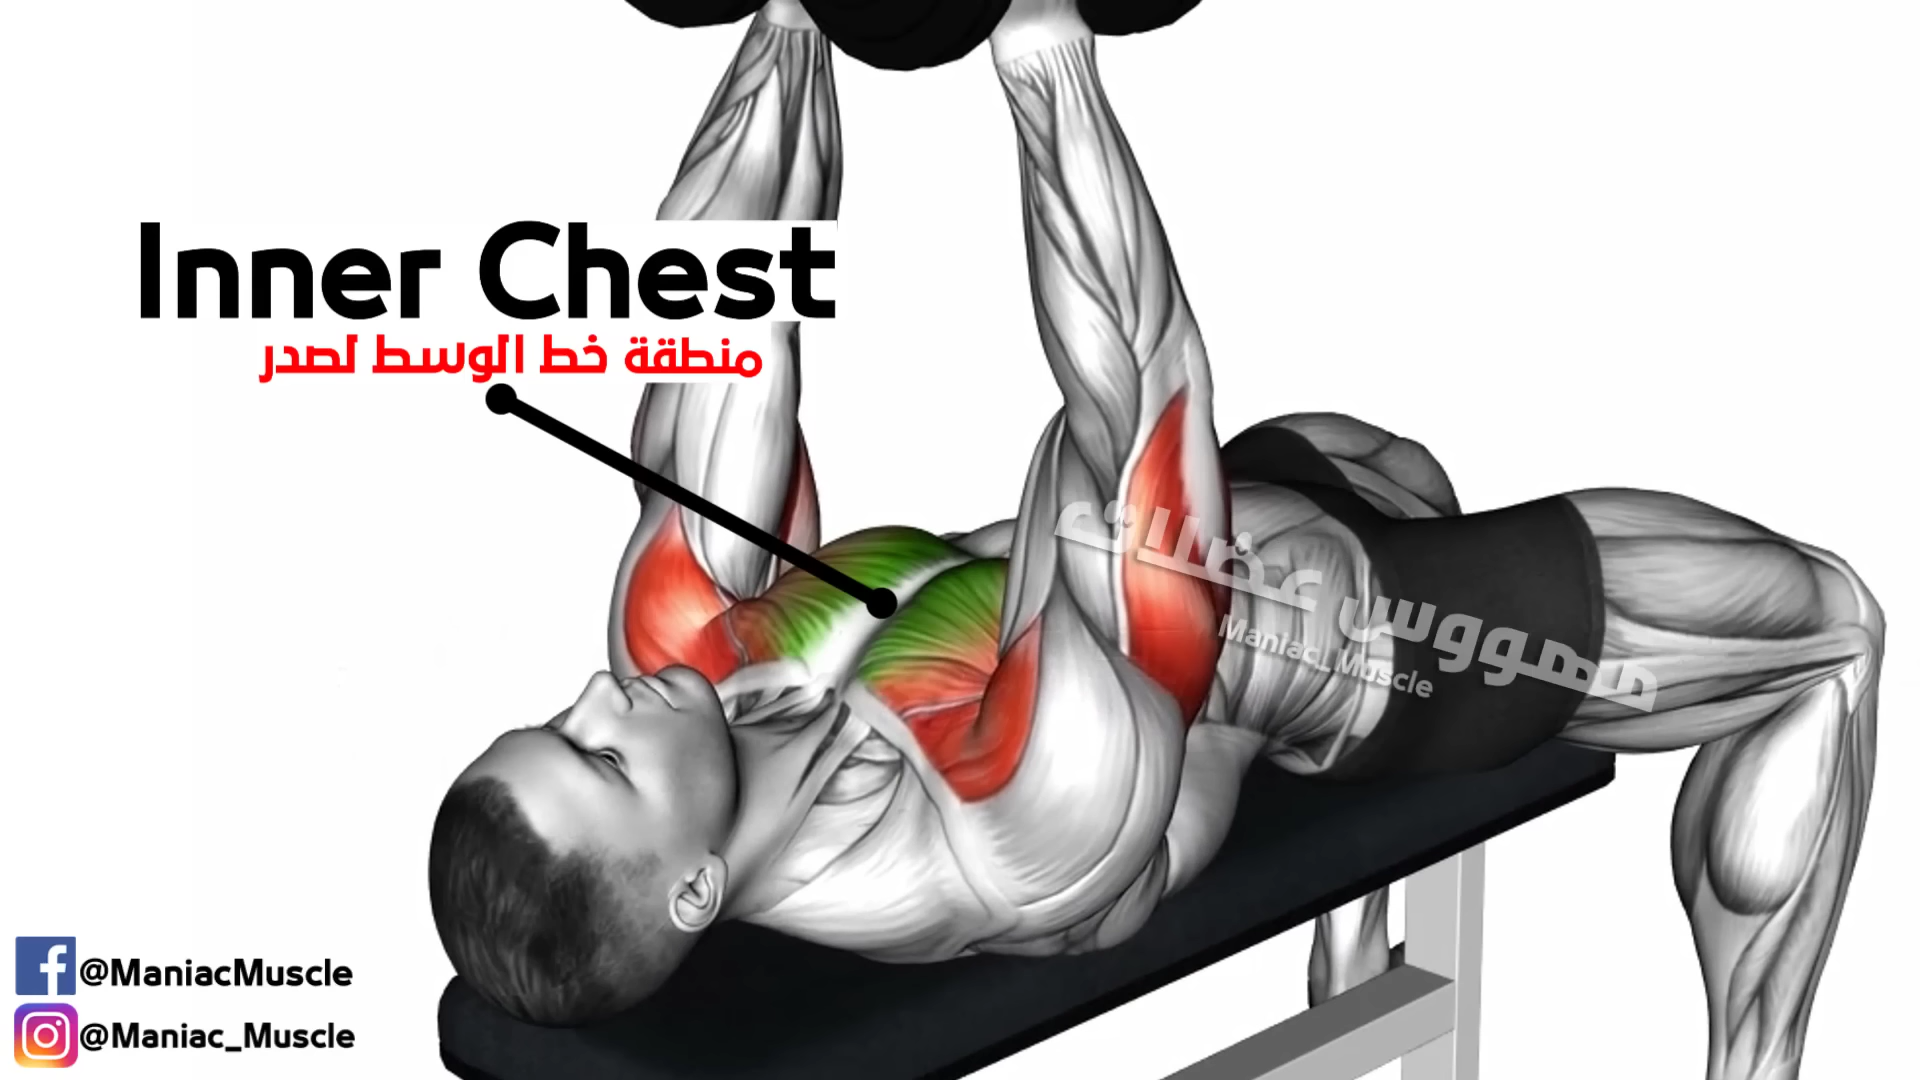 Inner Chest
منطقة خط الوسط لصدر
مهووس عضلات
Maniac_Muscle
@ManiacMuscle
@Maniac_Muscle